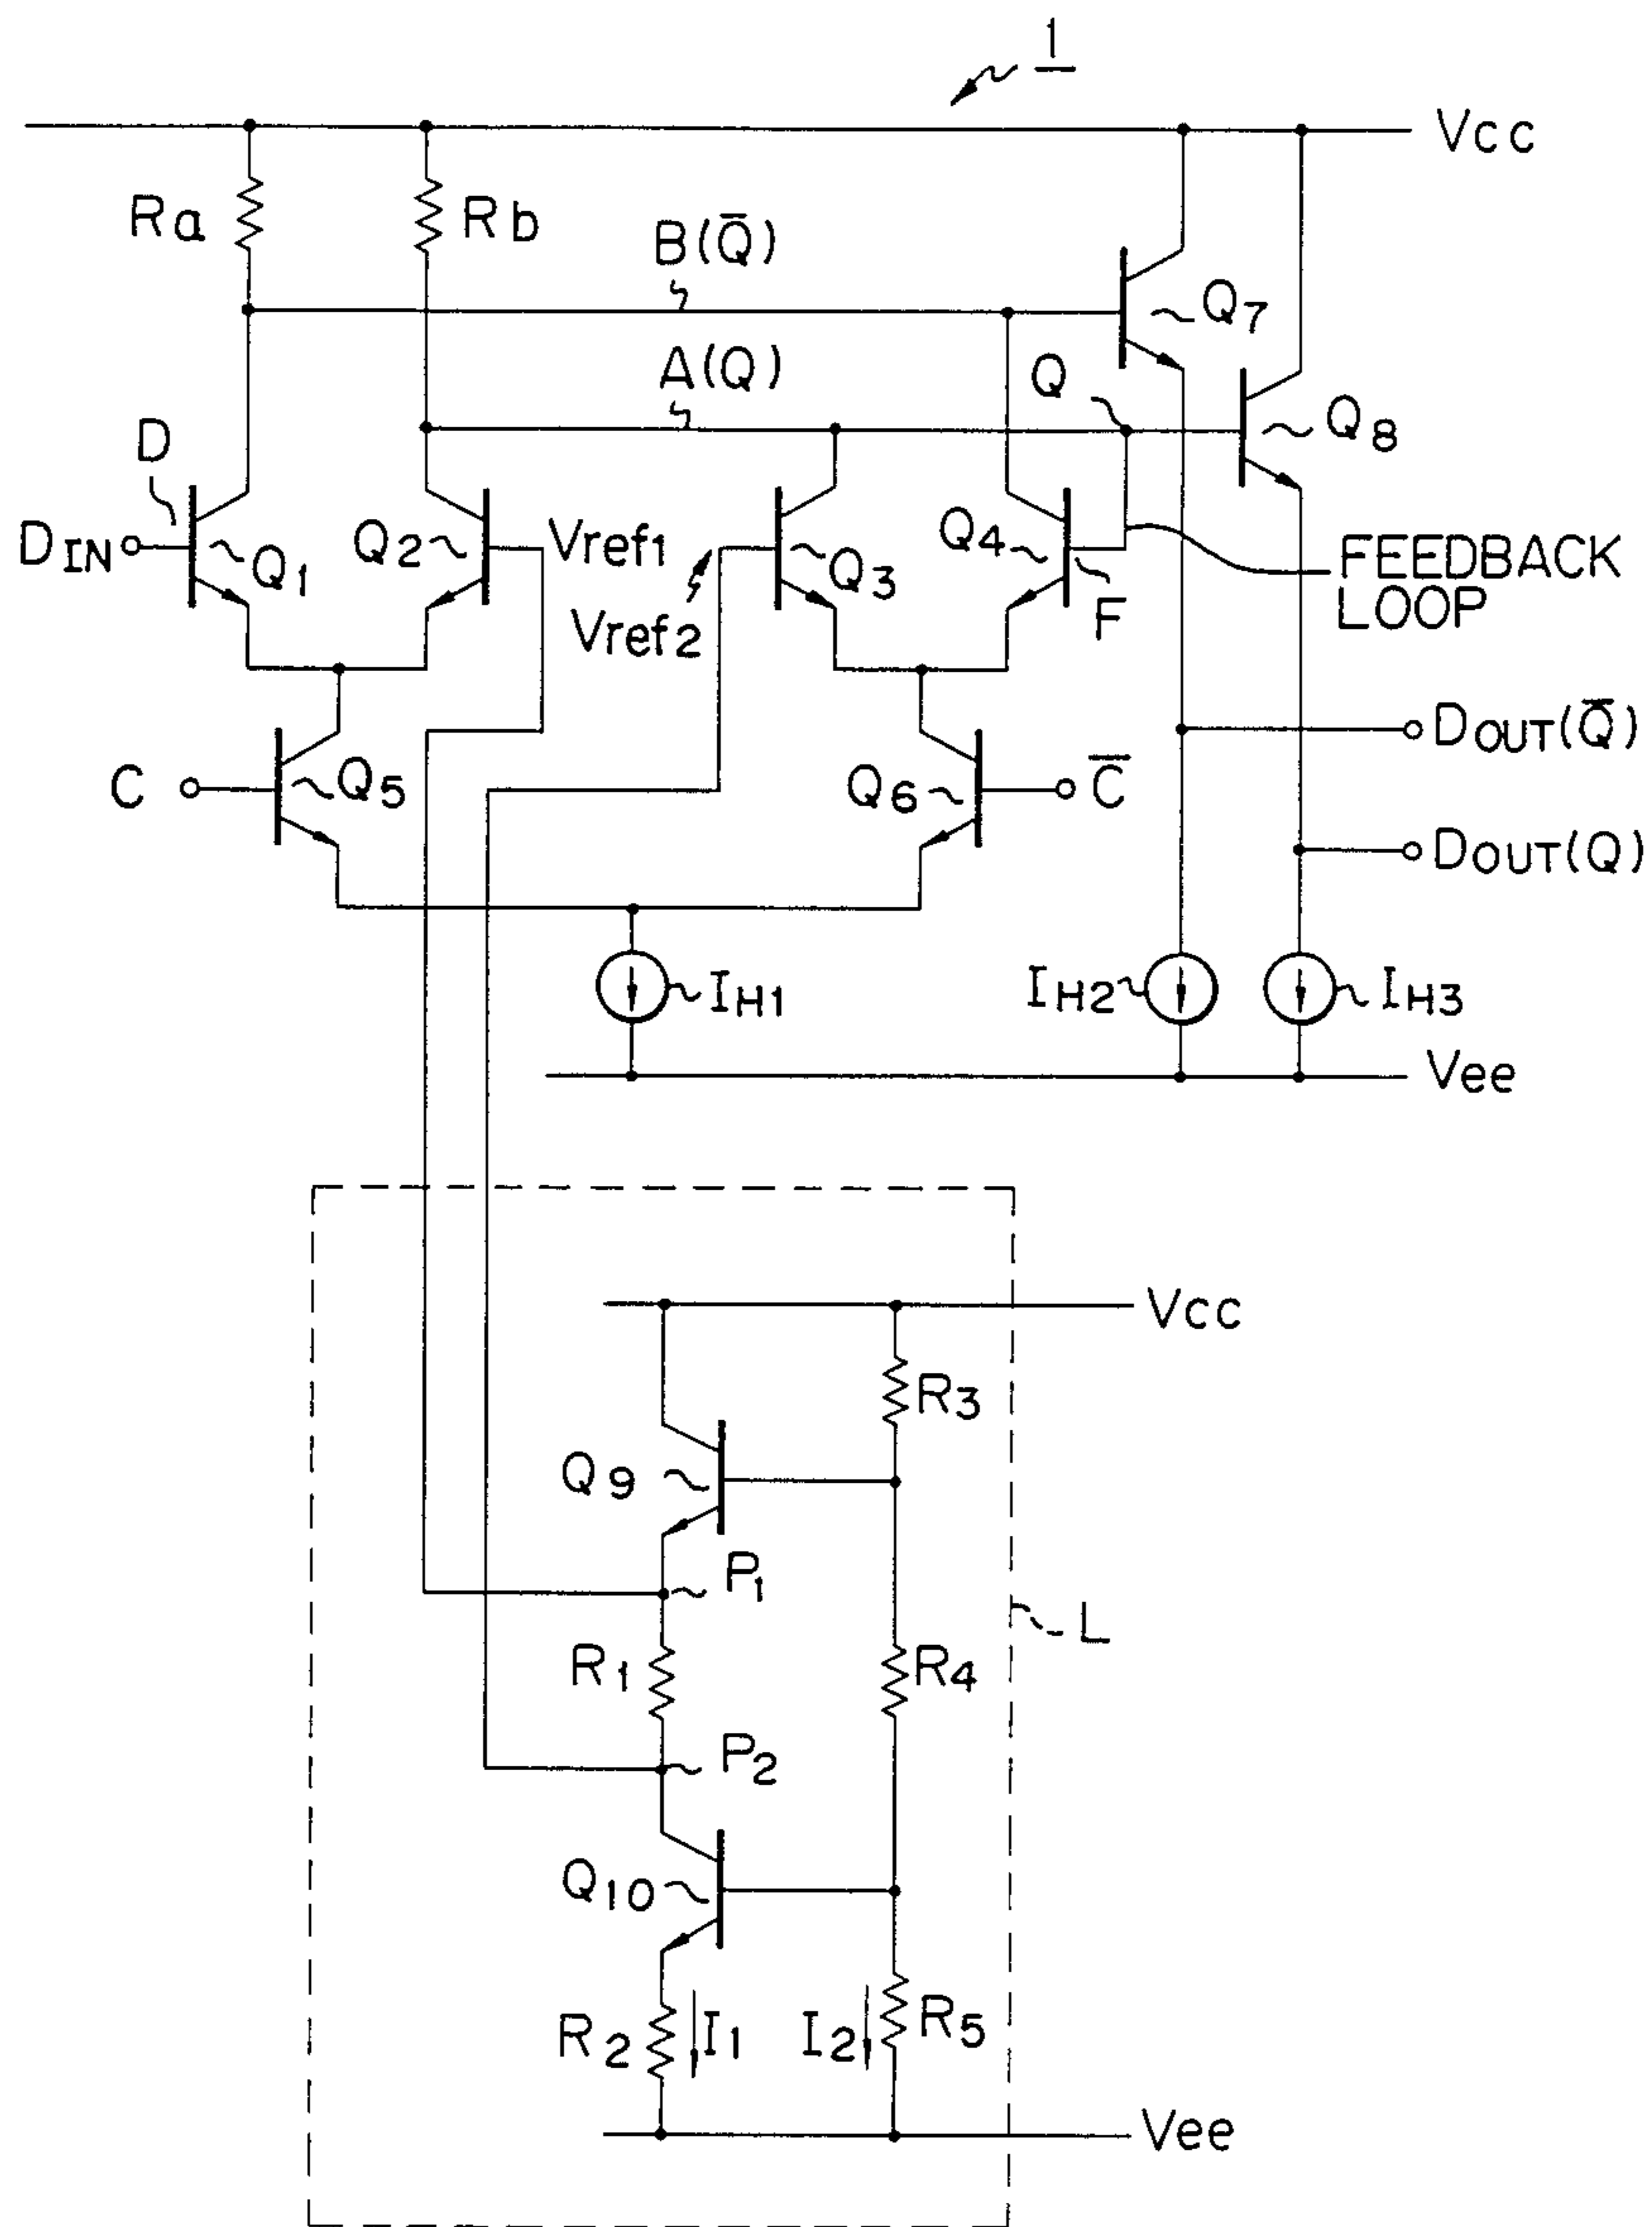 1
Vcc
Ra
Rb
B(Q̅)
Q7
A(Q)
Q
Q8
D
DIN
Q1
Q2
Vref1
Vref2
Q3
Q4
F
FEEDBACK
LOOP
DOUT(Q̅)
C
Q5
Q6
C̅
DOUT(Q)
IH1
IH2
IH3
Vee
Vcc
R3
Q9
P1
L
R1
R4
P2
Q10
R2
I1
I2
R5
Vee